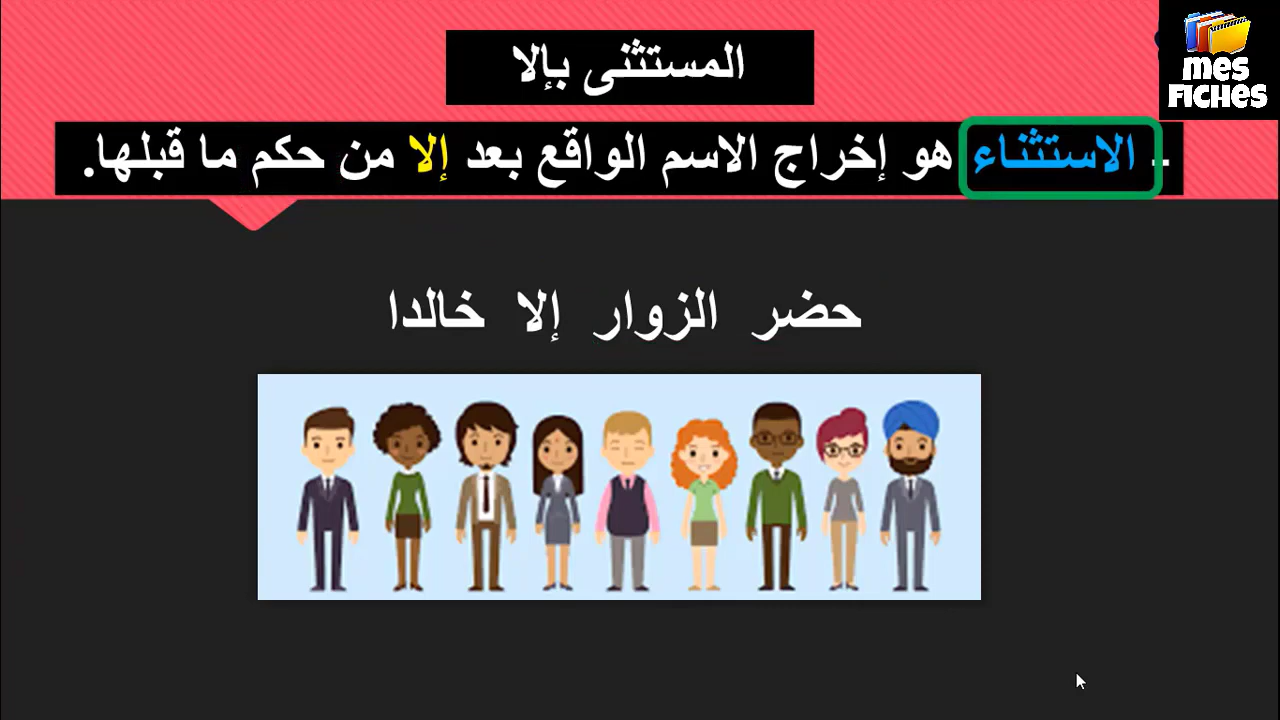 المستثنى بإلا
mes
FICHES
- الاستثناء هو إخراج الاسم الواقع بعد إلا من حكم ما قبلها.
حضر الزوار إلا خالدا